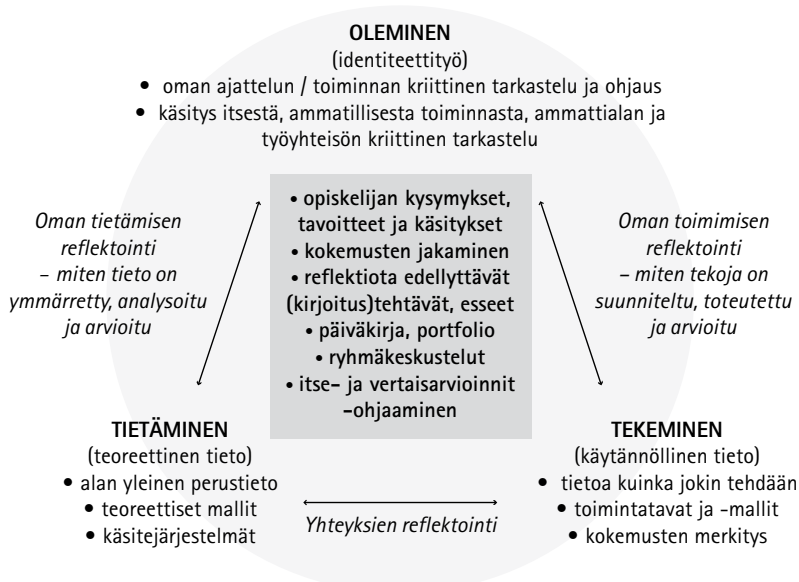 OLEMINEN
(identiteettityö)
• oman ajattelun / toiminnan kriittinen tarkastelu ja ohjaus
• käsitys itsestä, ammatillisesta toiminnasta, ammattialan ja
työyhteisön kriittinen tarkastelu
Oman tietämisen
reflektointi
– miten tieto on
ymmärretty, analysoitu
ja arvioitu
• opiskelijan kysymykset,
tavoitteet ja käsitykset
• kokemusten jakaminen
• reflektiota edellyttävät
(kirjoitus)tehtävät, esseet
• päiväkirja, portfolio
• ryhmäkeskustelut
• itse- ja vertaisarvioinnit
-ohjaaminen
Oman toimimisen
reflektointi
– miten tekoja on
suunniteltu, toteutettu
ja arvioitu
TIETÄMINEN
(teoreettinen tieto)
• alan yleinen perustieto
• teoreettiset mallit
• käsitejärjestelmät
Yhteyksien reflektointi
TEKEMINEN
(käytännöllinen tieto)
• tietoa kuinka jokin tehdään
• toimintatavat ja -mallit
• kokemusten merkitys